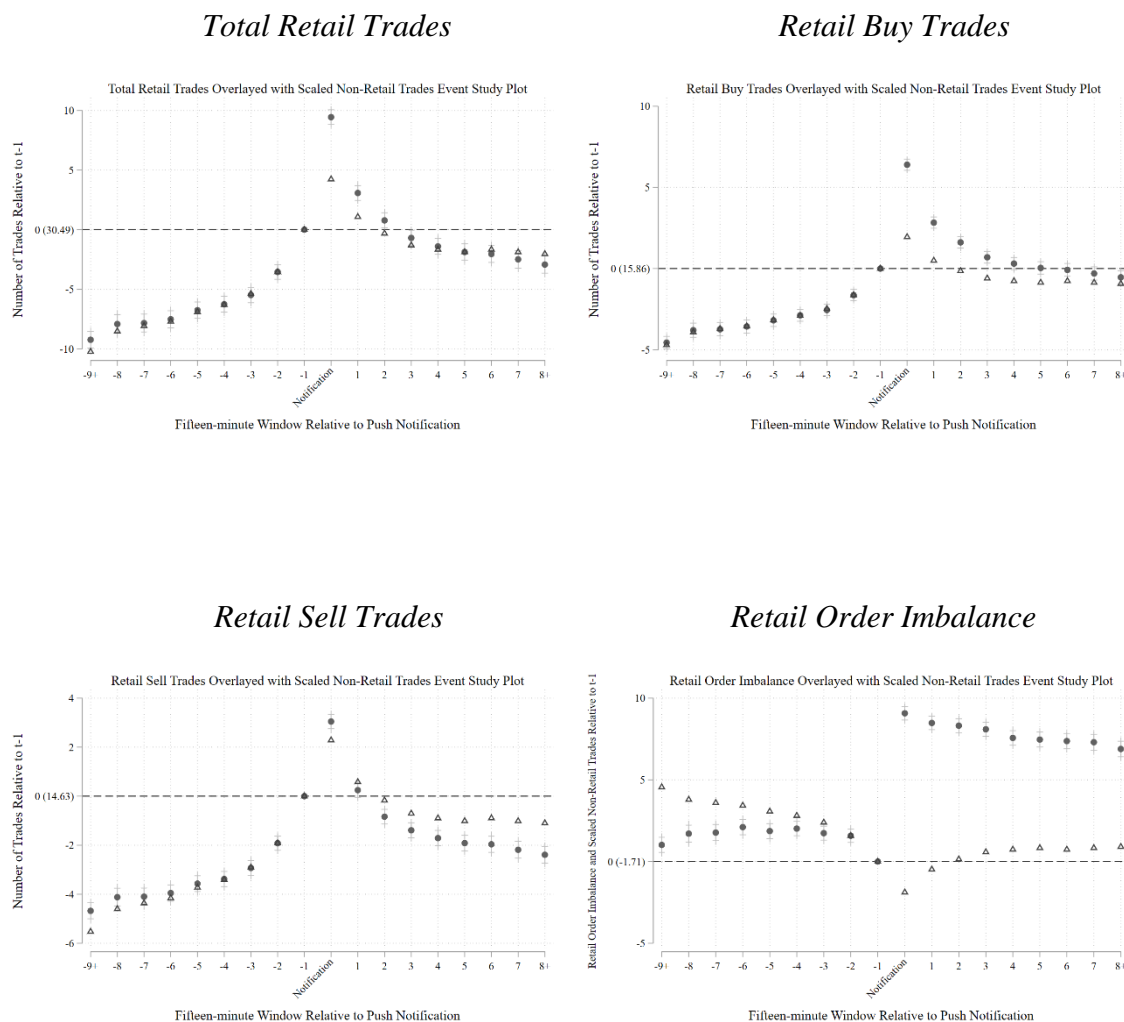 Total Retail Trades
Retail Buy Trades
Total Retail Trades Overlayed with Scaled Non-Retail Trades Event Study Plot
Number of Trades Relative to t-1
10
5
0 (30.49)
-5
-10
-9+ -8 -7 -6 -5 -4 -3 -2 -1 Notification 1 2 3 4 5 6 7 8+
Fifteen-minute Window Relative to Push Notification
Retail Buy Trades Overlayed with Scaled Non-Retail Trades Event Study Plot
Number of Trades Relative to t-1
5
0 (15.86)
-5
-9+ -8 -7 -6 -5 -4 -3 -2 -1 Notification 1 2 3 4 5 6 7 8
Fifteen-minute Window Relative to Push Notification
Retail Sell Trades
Retail Order Imbalance
Retail Sell Trades Overlayed with Scaled Non-Retail Trades Event Study Plot
Number of Trades Relative to t-1
4
2
0 (14.63)
-2
-4
-6
-9+ -8 -7 -6 -5 -4 -3 -2 -1 Notification 1 2 3 4 5 6 7 8+
Fifteen-minute Window Relative to Push Notification
Retail Order Imbalance Overlayed with Scaled Non-Retail Trades Event Study Plot
Retail Order Imbalance and Scaled Non-Retail Trades Relative to t-1
10
5
0 (-1.71)
-5
-9+ -8 -7 -6 -5 -4 -3 -2 -1 Notification 1 2 3 4 5 6 7 8
Fifteen-minute Window Relative to Push Notification